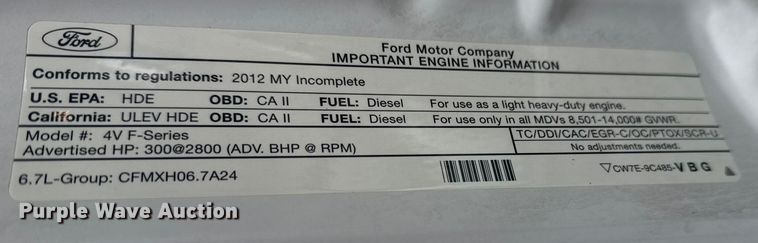 Ford
Ford Motor Company
IMPORTANT ENGINE INFORMATION
Conforms to regulations: 2012 MY Incomplete
U.S. EPA: HDE OBD: CA II FUEL: Diesel For use as a light heavy-duty engine.
California: ULEV HDE OBD: CA II FUEL: Diesel For use only in all MDVs 8,501-14,000# GVWR.
Model #: 4V F-Series TC/DDI/CAC/EGR-C/OC/PTOX/SCR-U
Advertised HP: 300@2800 (ADV. BHP @ RPM) No adjustments needed.
6.7L-Group: CFMXH06.7A24 ▽CW7E-9C485-VBG
Purple Wave Auction